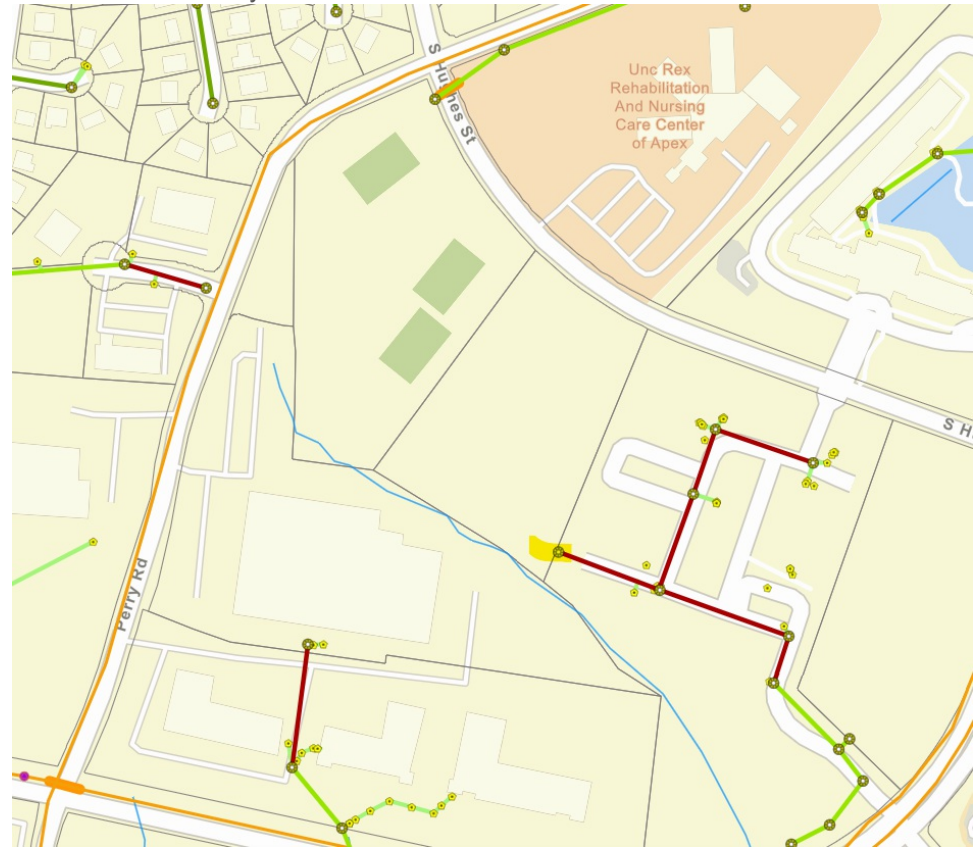 S Hughes St
Unc Rex
Rehabilitation
And Nursing
Care Center
of Apex
Perry Rd